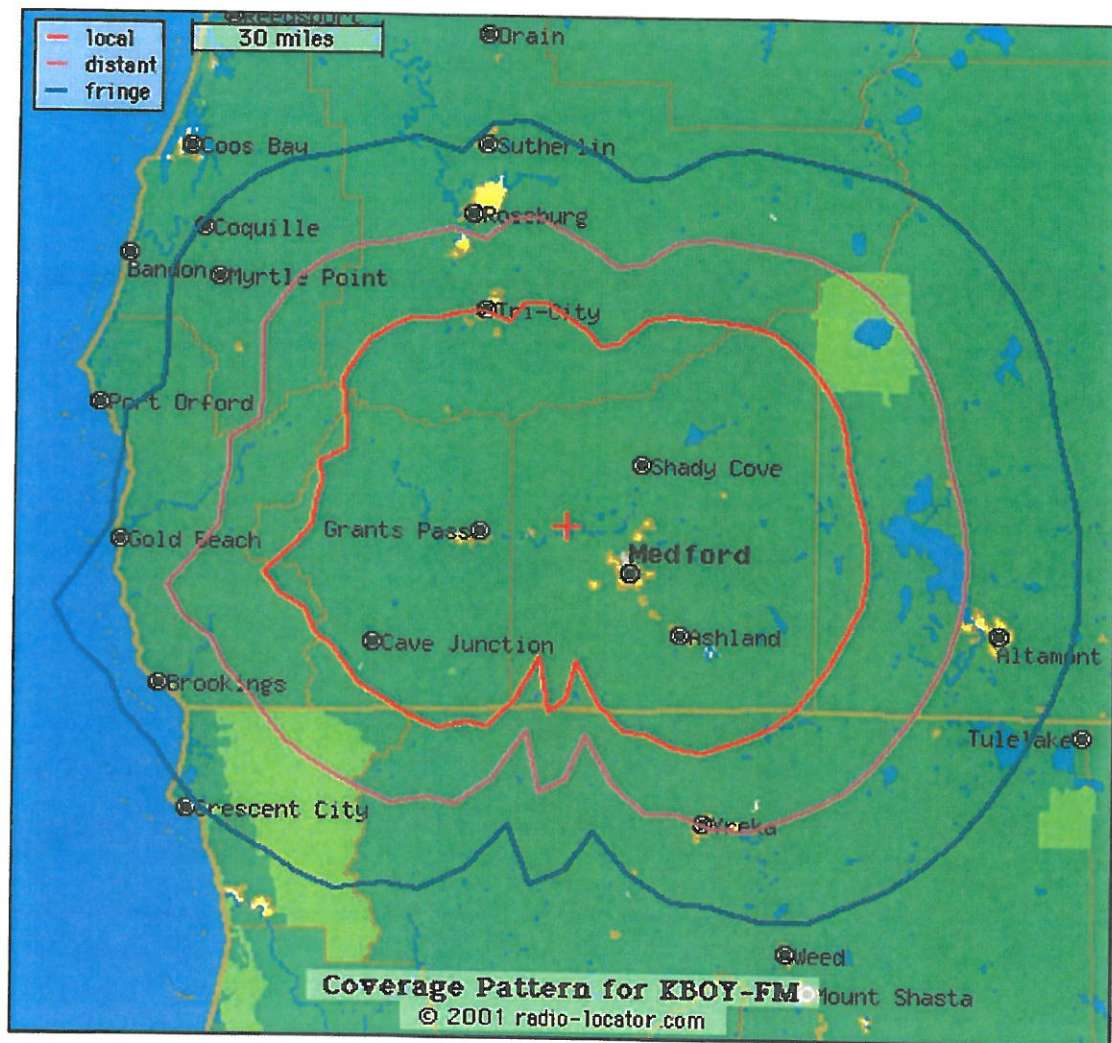 Reedsport
local
distant
fringe
30 miles
Drain
Coos Bay
Sutherlin
Roseburg
Coquille
Bandon
Myrtle Point
Tri-City
Port Orford
Shady Cove
Grants Pass
Gold Beach
Medford
Cave Junction
Ashland
Altamont
Brookings
Tulelake
Crescent City
Yreka
Weed
Coverage Pattern for KBOY-FM
Mount Shasta
© 2001 radio-locator.com